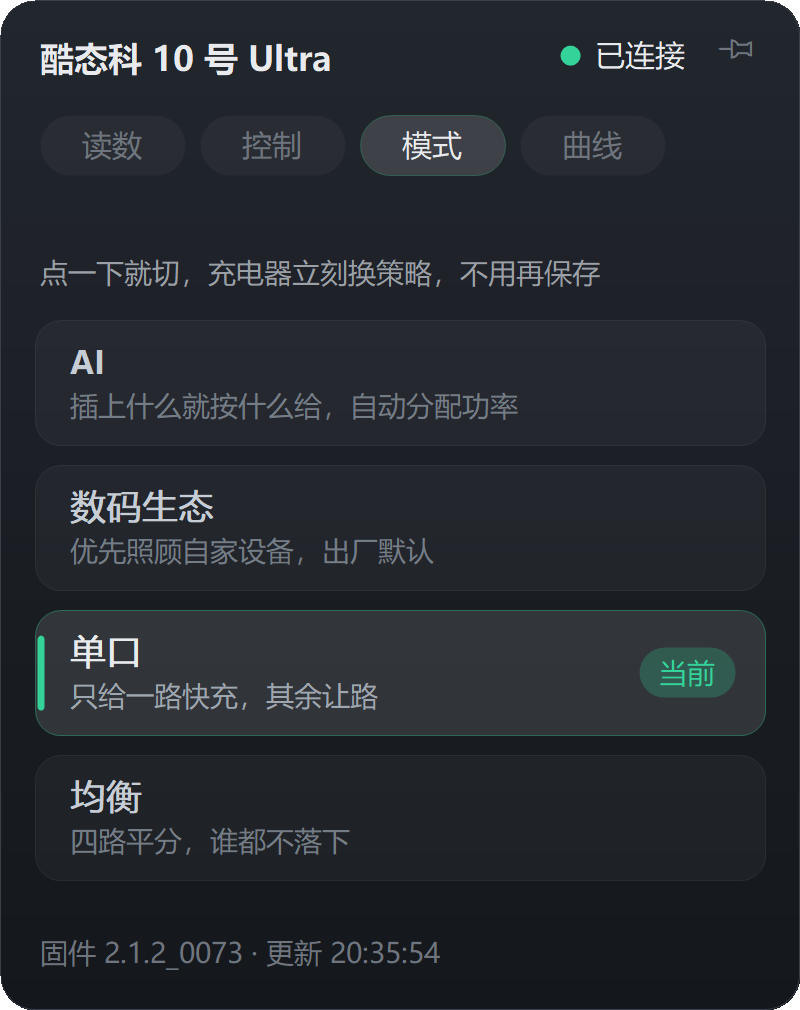 酷态科 10 号 Ultra
已连接
读数
控制
模式
曲线
点一下就切，充电器立刻换策略，不用再保存
AI
插上什么就按什么给，自动分配功率
数码生态
优先照顾自家设备，出厂默认
单口
只给一路快充，其余让路
当前
均衡
四路平分，谁都不落下
固件 2.1.2_0073 · 更新 20:35:54